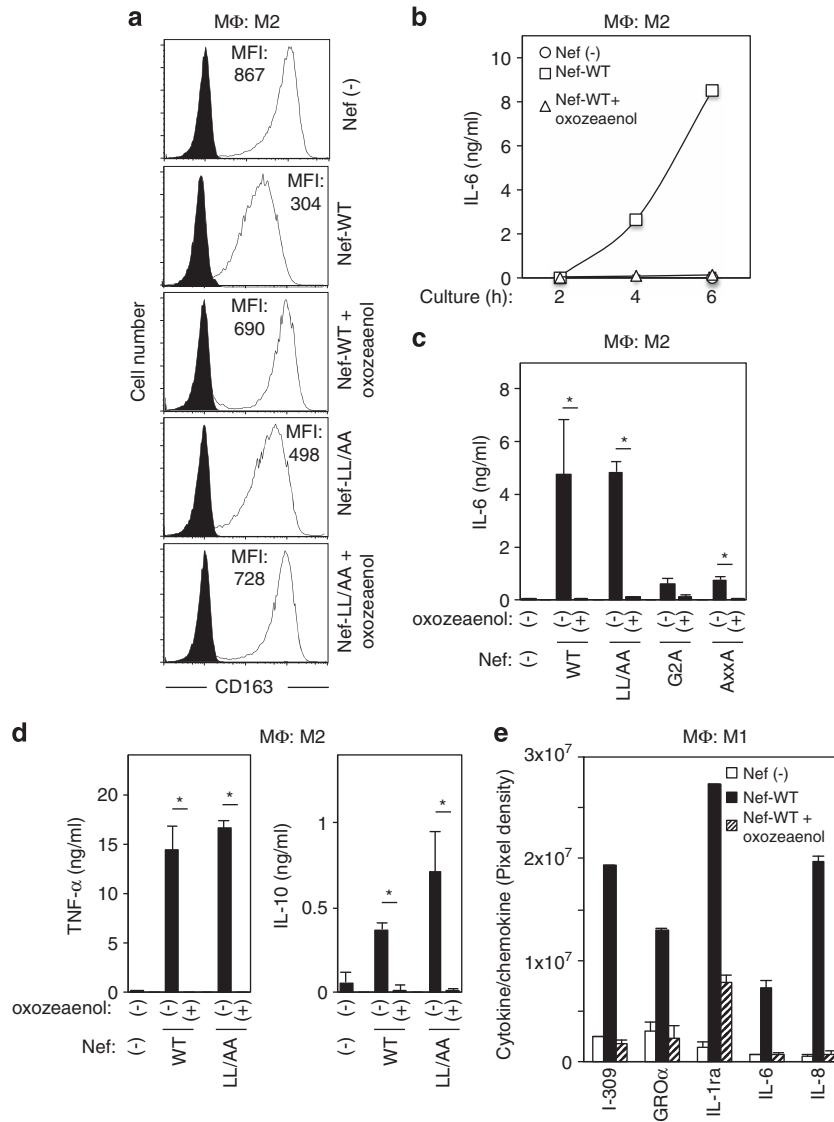 a
MΦ: M2
MFI:
867
Nef (-)
MFI:
304
Nef-WT
MFI:
690
Nef-WT +
oxozeaenol
MFI:
498
Nef-LL/AA
MFI:
728
Nef-LL/AA +
oxozeaenol
Cell number
CD163
b
MΦ: M2
Nef (-)
Nef-WT
Nef-WT+
oxozeaenol
IL-6 (ng/ml)
10
8
6
4
2
0
Culture (h): 2 4 6
c
MΦ: M2
IL-6 (ng/ml)
8
6
4
2
0
* * *
oxozeaenol: (-) (-) (+) (-) (+) (-) (+) (-) (+)
Nef: (-) WT LL/AA G2A AxxA
d
MΦ: M2
TNF-α (ng/ml)
20
15
10
5
0
* *
IL-10 (ng/ml)
1
0.5
0
* *
oxozeaenol: (-) (-) (+) (-) (+) (-) (-) (+) (-) (+)
Nef: (-) WT LL/AA (-) WT LL/AA
e
MΦ: M1
Cytokine/chemokine (Pixel density)
3x10⁷
2x10⁷
1x10⁷
0
Nef (-)
Nef-WT
Nef-WT +
oxozeaenol
I-309 GROα IL-1ra IL-6 IL-8